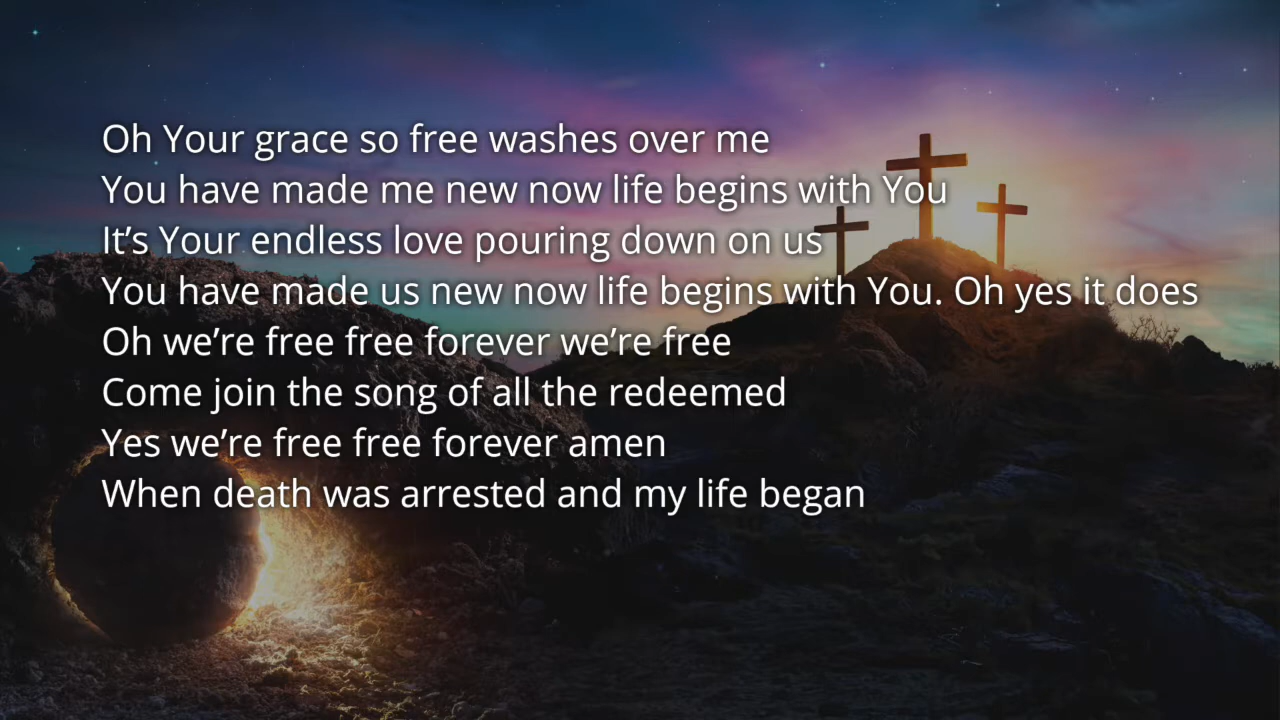 Oh Your grace so free washes over me
You have made me new now life begins with You
It’s Your endless love pouring down on us
You have made us new now life begins with You. Oh yes it does
Oh we’re free free forever we’re free
Come join the song of all the redeemed
Yes we’re free free forever amen
When death was arrested and my life began